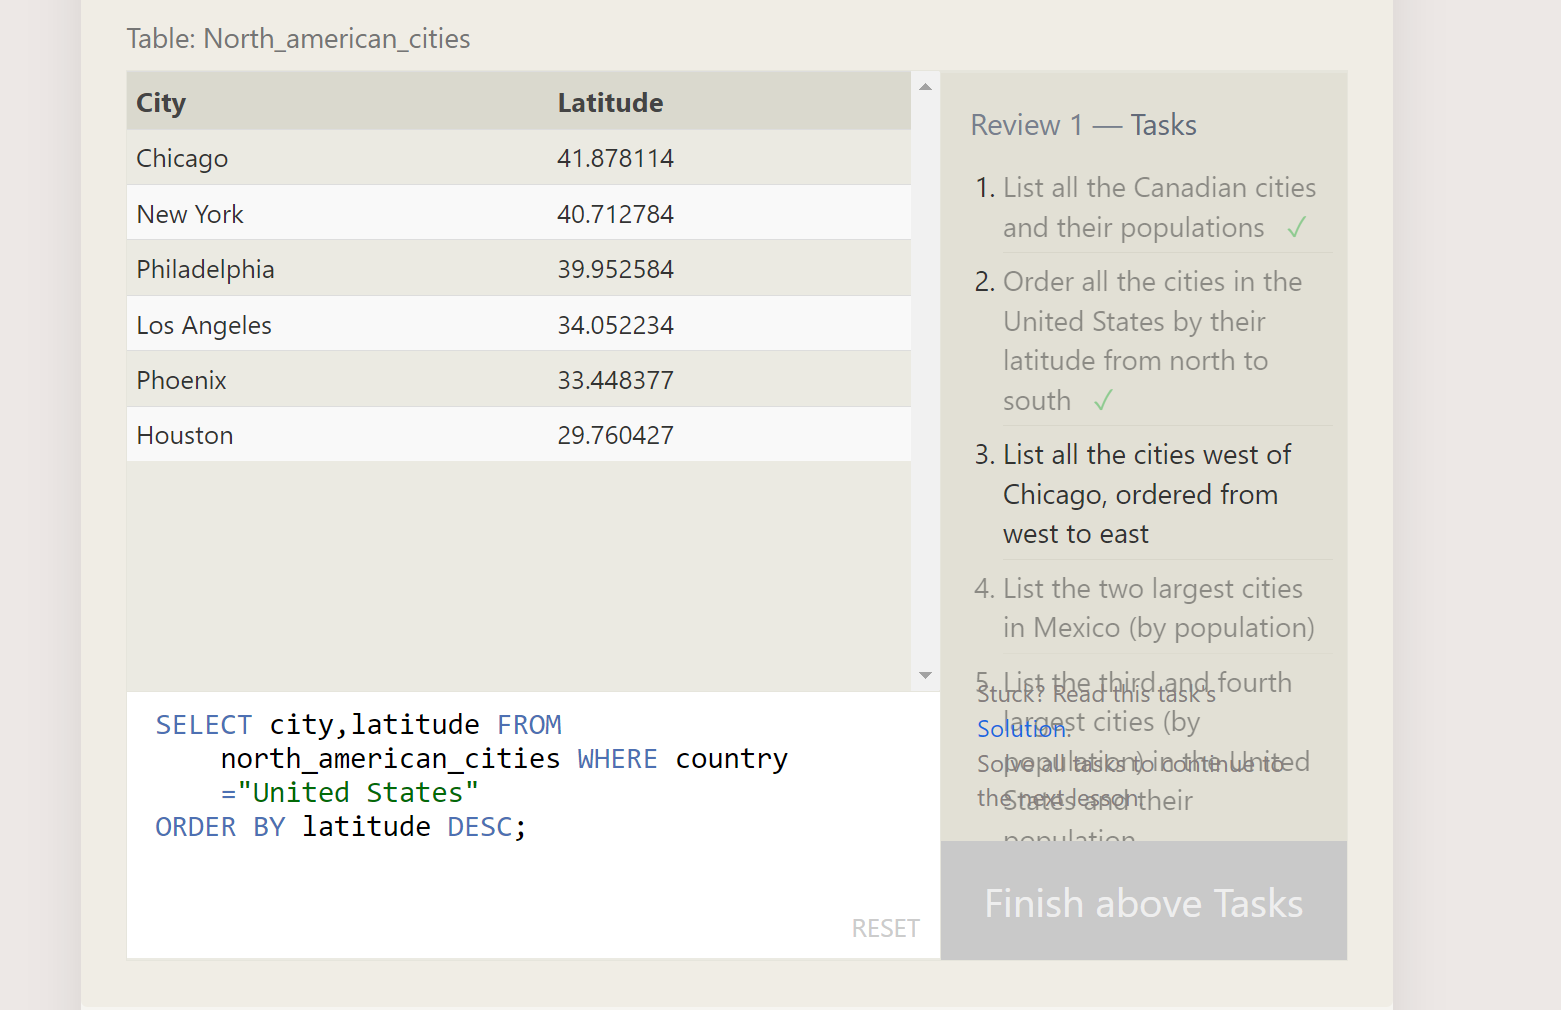 Table: North_american_cities
City Latitude
Chicago 41.878114
New York 40.712784
Philadelphia 39.952584
Los Angeles 34.052234
Phoenix 33.448377
Houston 29.760427
SELECT city,latitude FROM
north_american_cities WHERE country
="United States"
ORDER BY latitude DESC;
RESET
Review 1 — Tasks
1. List all the Canadian cities
and their populations ✓
2. Order all the cities in the
United States by their
latitude from north to
south ✓
3. List all the cities west of
Chicago, ordered from
west to east
4. List the two largest cities
in Mexico (by population)
5. List the third and fourth
largest cities (by
population) in the United
States and their
population
Stuck? Read this task's
Solution.
Solve all tasks to continue to
the next lesson.
Finish above Tasks